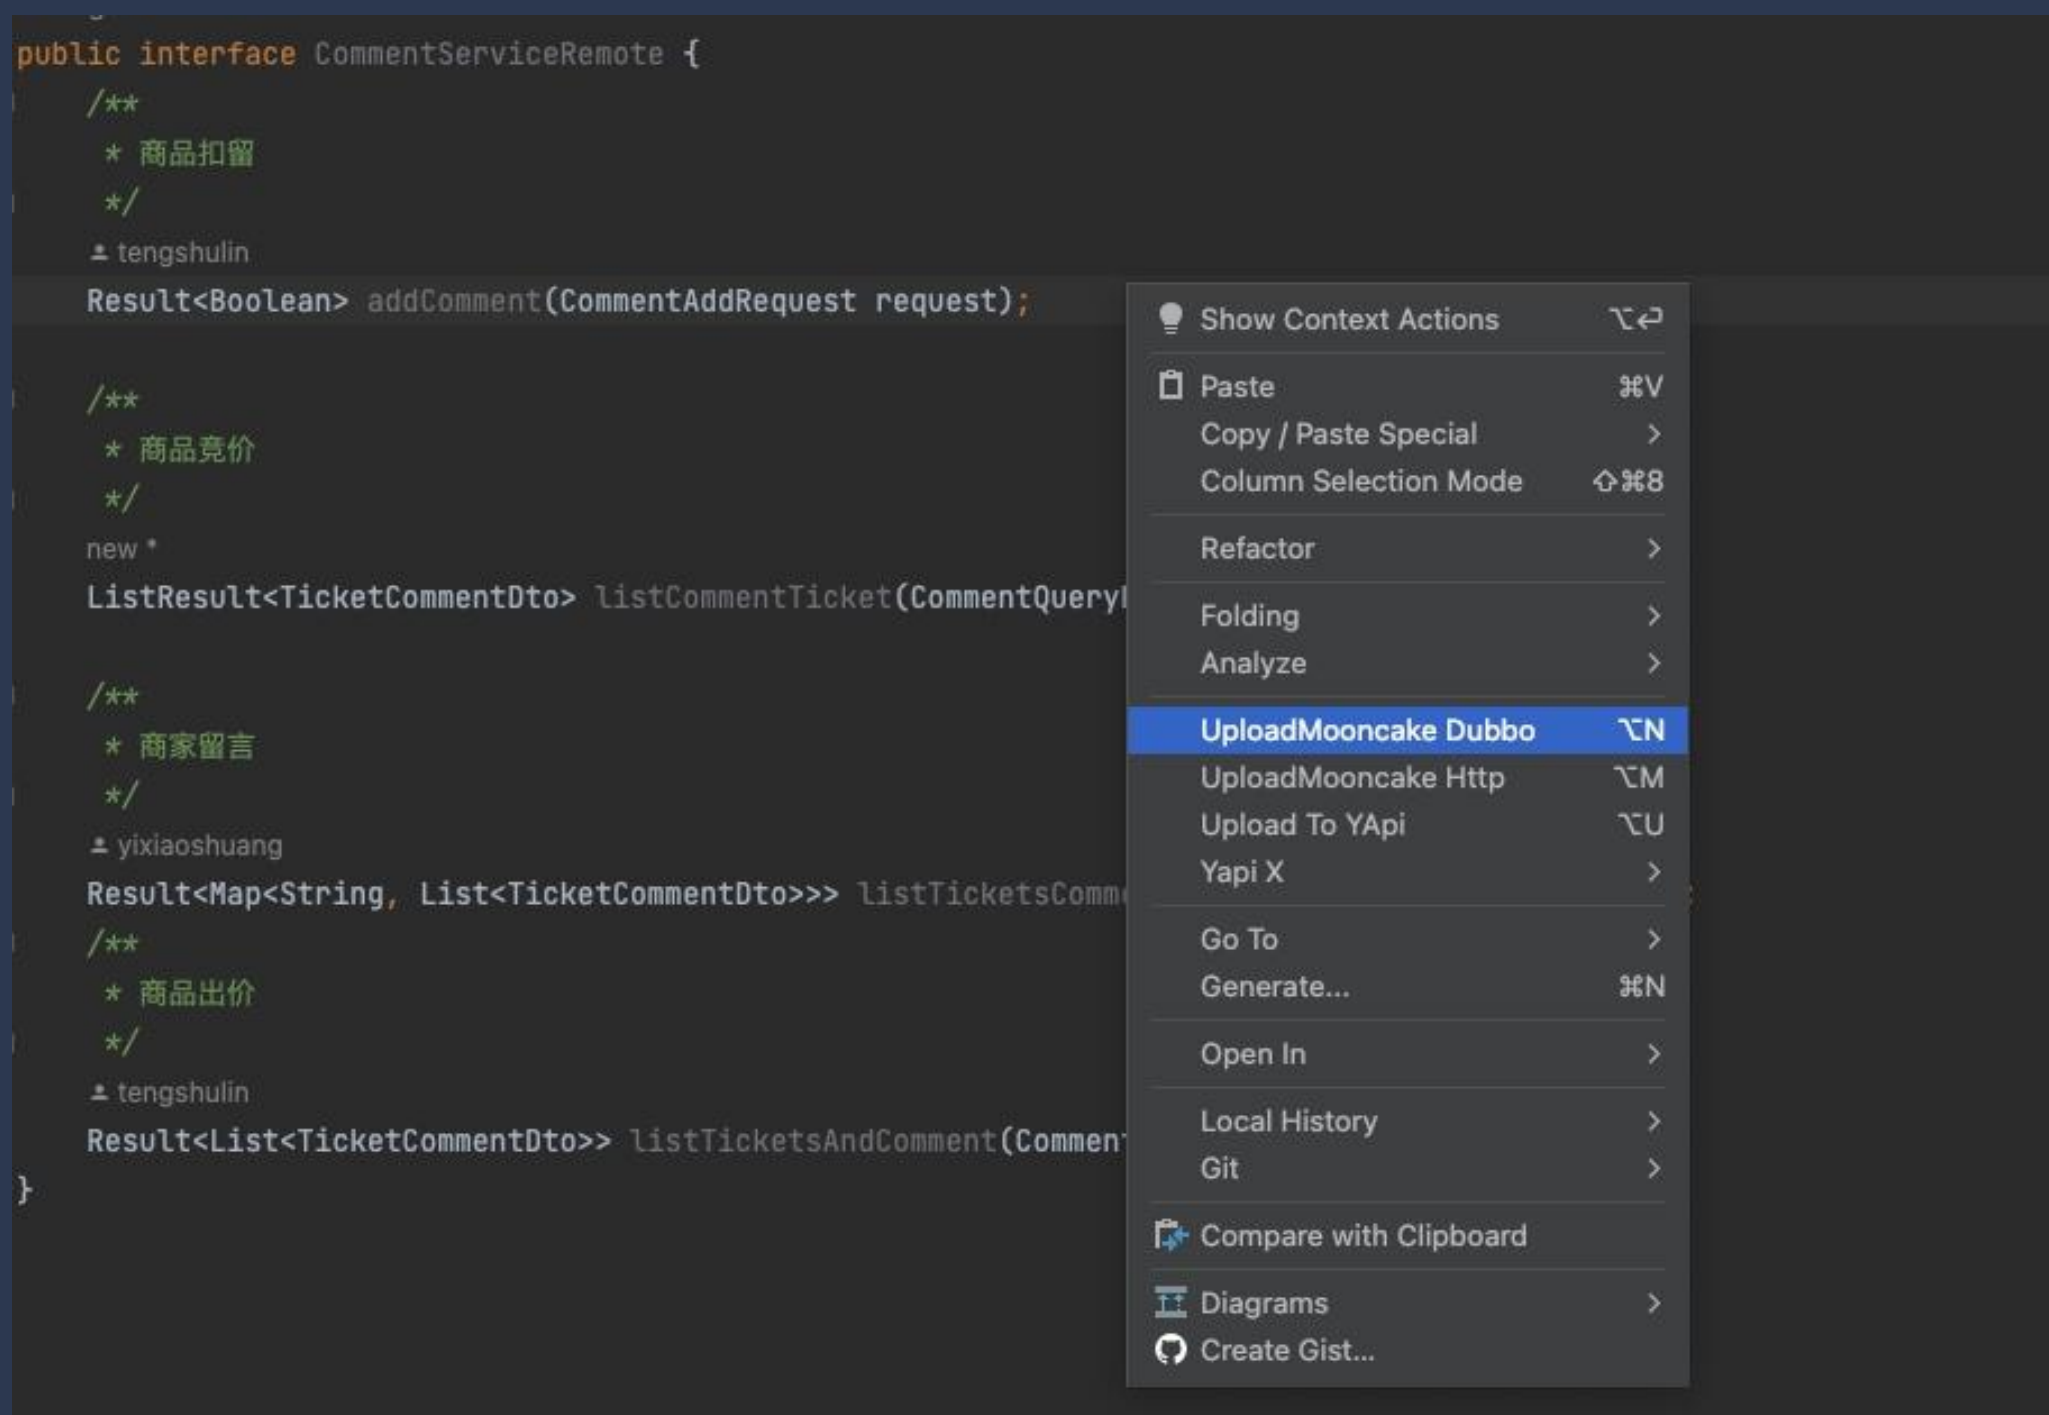 public interface CommentServiceRemote {
/**
* 商品扣留
*/
tengshulin
Result<Boolean> addComment(CommentAddRequest request);
/**
* 商品竞价
*/
new *
ListResult<TicketCommentDto> listCommentTicket(CommentQuery
/**
* 商家留言
*/
yixiaoshuang
Result<Map<String, List<TicketCommentDto>>> listTicketsComm
/**
* 商品出价
*/
tengshulin
Result<List<TicketCommentDto>> listTicketsAndComment(Commen
}
Show Context Actions ⌥⏎
Paste ⌘V
Copy / Paste Special >
Column Selection Mode ⇧⌘8
Refactor >
Folding >
Analyze >
UploadMooncake Dubbo ⌥N
UploadMooncake Http ⌥M
Upload To YApi ⌥U
Yapi X >
Go To >
Generate... ⌘N
Open In >
Local History >
Git >
Compare with Clipboard
Diagrams >
Create Gist...